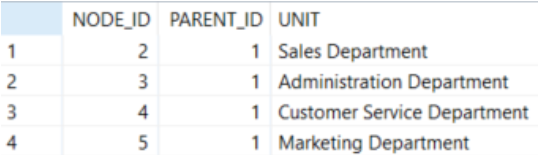 NODE_ID PARENT_ID UNIT
1 2 1 Sales Department
2 3 1 Administration Department
3 4 1 Customer Service Department
4 5 1 Marketing Department